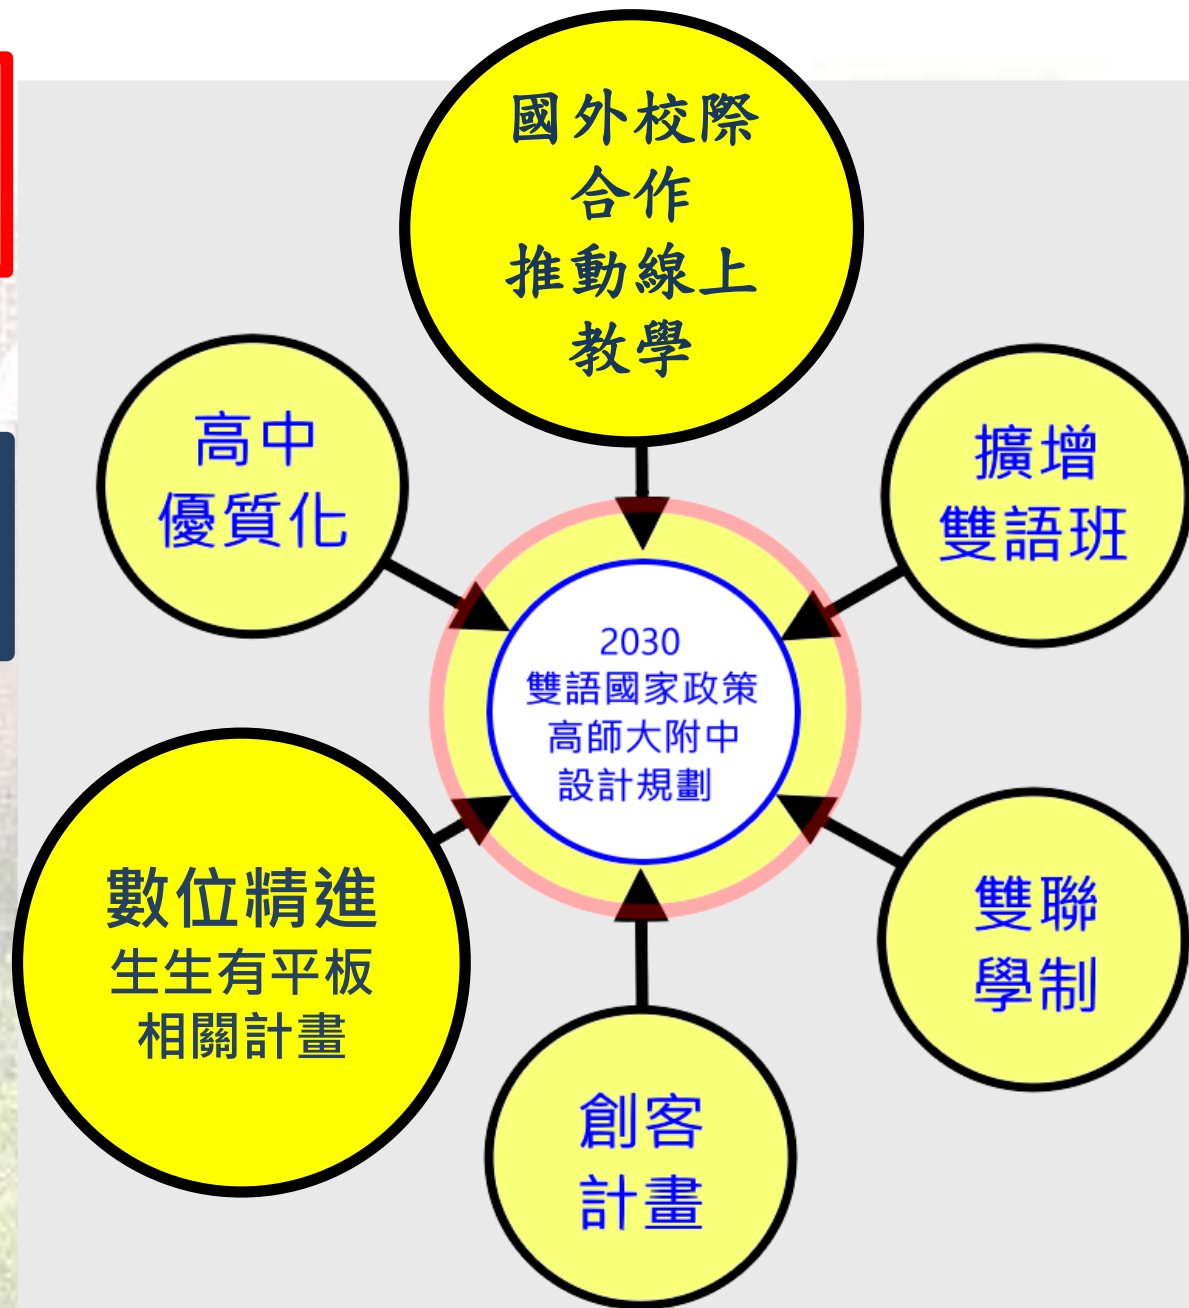 國外校際
合作
推動線上
教學
高中
優質化
擴增
雙語班
2030
雙語國家政策
高師大附中
設計規劃
數位精進
生生有平板
相關計畫
雙聯
學制
創客
計畫